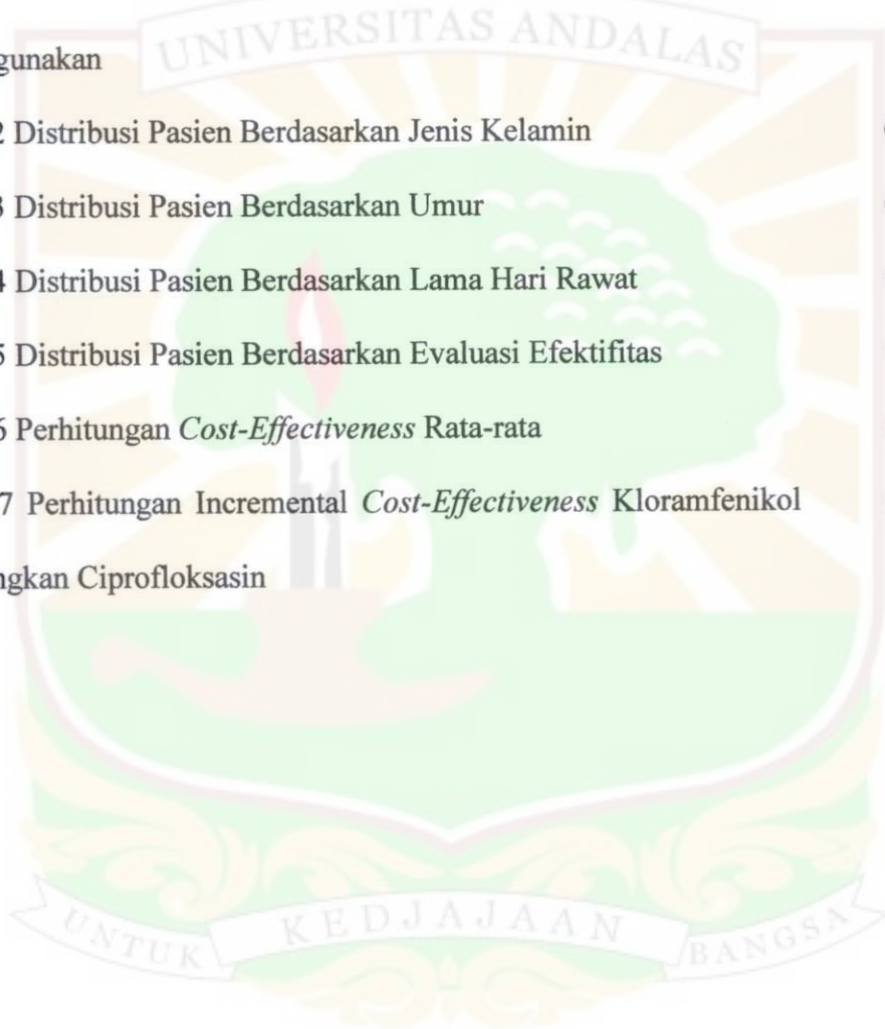 UNIVERSITAS ANDALAS
gunakan
2 Distribusi Pasien Berdasarkan Jenis Kelamin
3 Distribusi Pasien Berdasarkan Umur
4 Distribusi Pasien Berdasarkan Lama Hari Rawat
5 Distribusi Pasien Berdasarkan Evaluasi Efektifitas
6 Perhitungan Cost-Effectiveness Rata-rata
7 Perhitungan Incremental Cost-Effectiveness Kloramfenikol
ngkan Ciprofloksasin
UNTUK KEDJAJAAN BANGSA